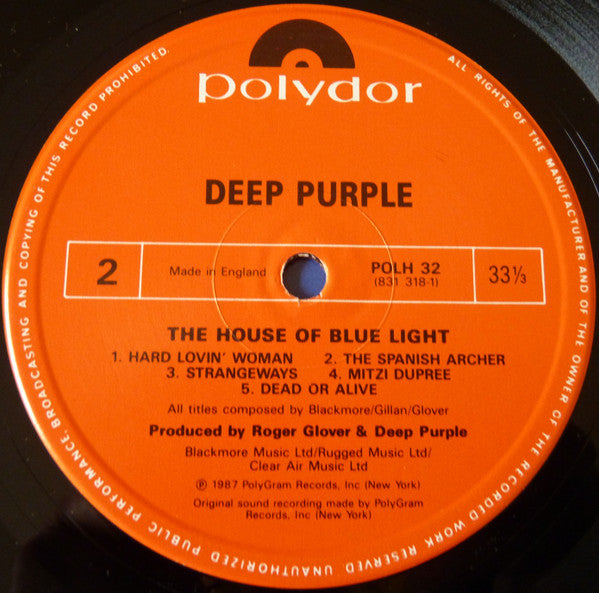 polydor
DEEP PURPLE
2
Made in England
POLH 32
(831 318-1)
33⅓
THE HOUSE OF BLUE LIGHT
1. HARD LOVIN' WOMAN 2. THE SPANISH ARCHER
3. STRANGEWAYS 4. MITZI DUPREE
5. DEAD OR ALIVE
All titles composed by Blackmore/Gillan/Glover
Produced by Roger Glover & Deep Purple
Blackmore Music Ltd/Rugged Music Ltd/
Clear Air Music Ltd
℗ 1987 PolyGram Records, Inc (New York)
Original sound recording made by PolyGram
Records, Inc (New York)
ALL RIGHTS OF THE MANUFACTURER AND OF THE OWNER OF THE RECORDED WORK RESERVED. UNAUTHORIZED PUBLIC PERFORMANCE, BROADCASTING AND COPYING OF THIS RECORD PROHIBITED.